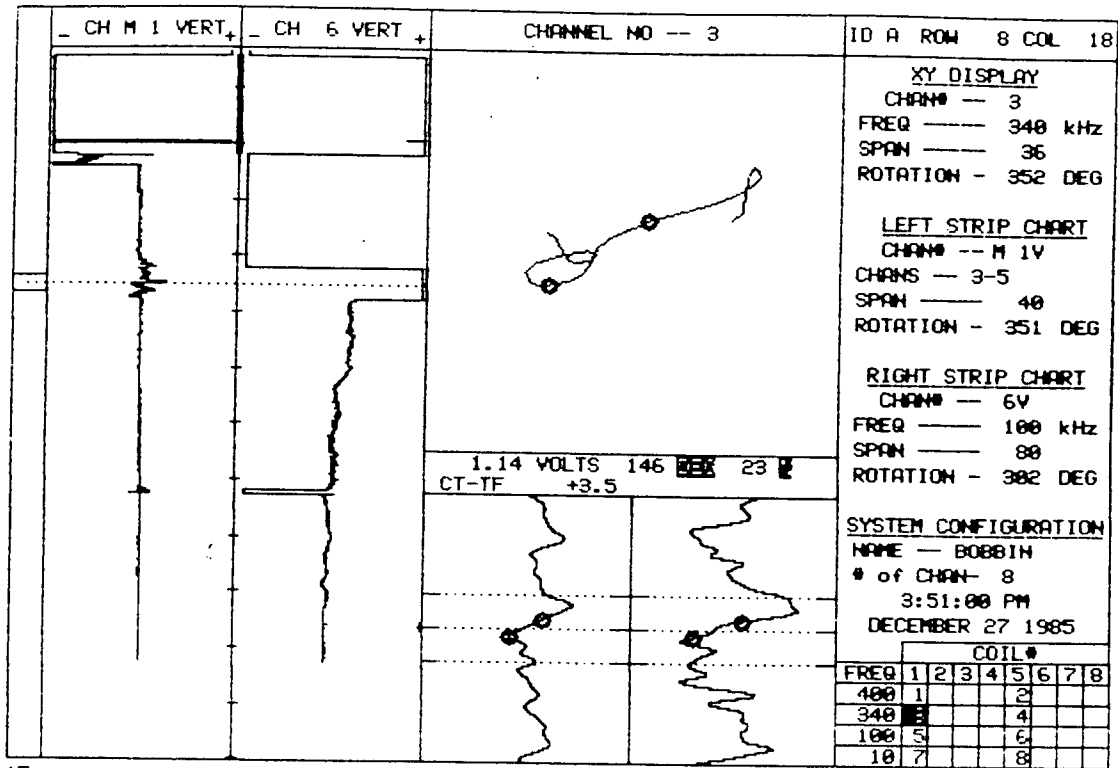 _ CH M 1 VERT +
_ CH 6 VERT +
CHANNEL NO -- 3
ID A ROW 8 COL 18
XY DISPLAY
CHAN# -- 3
FREQ ---- 340 kHz
SPAN ---- 36
ROTATION - 352 DEG
LEFT STRIP CHART
CHAN# -- M 1V
CHANS -- 3-5
SPAN ---- 40
ROTATION - 351 DEG
RIGHT STRIP CHART
CHAN# -- 6V
FREQ ---- 100 kHz
SPAN ---- 80
ROTATION - 302 DEG
1.14 VOLTS 146 23
CT-TF +3.5
SYSTEM CONFIGURATION
NAME -- BOBBIN
# of CHAN- 8
3:51:00 PM
DECEMBER 27 1985
COIL#
FREQ 1 2 3 4 5 6 7 8
400 1 2
340 4
100 5 6
10 7 8